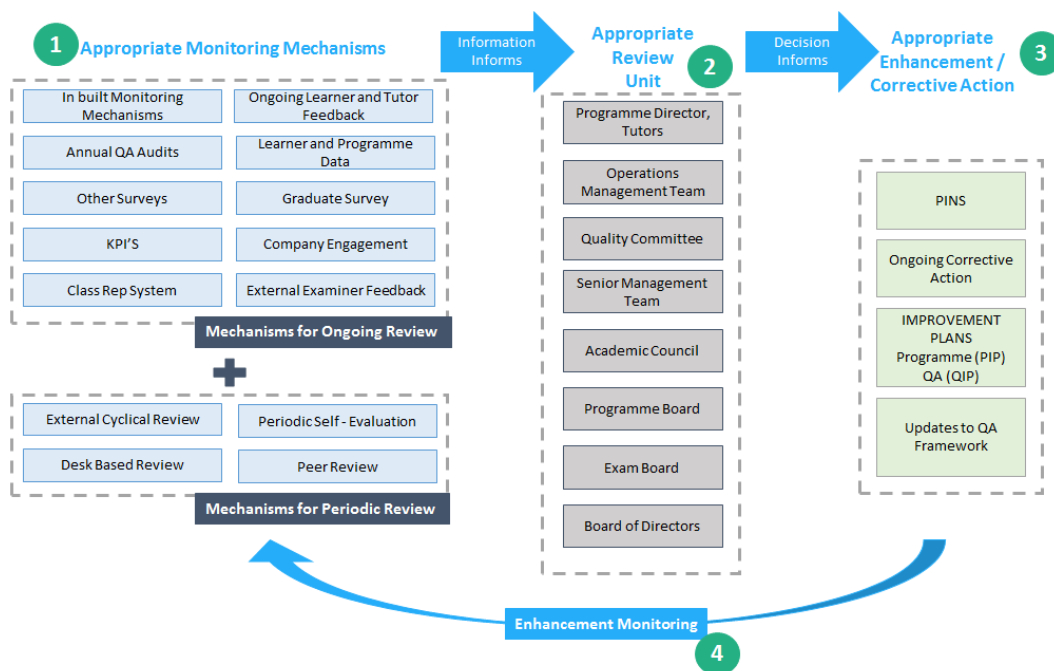 1
Appropriate Monitoring Mechanisms
In built Monitoring
Mechanisms
Ongoing Learner and Tutor
Feedback
Annual QA Audits
Learner and Programme
Data
Other Surveys
Graduate Survey
KPI'S
Company Engagement
Class Rep System
External Examiner Feedback
Mechanisms for Ongoing Review
External Cyclical Review
Periodic Self - Evaluation
Desk Based Review
Peer Review
Mechanisms for Periodic Review
Information
Informs
Appropriate
Review
Unit
2
Programme Director,
Tutors
Operations
Management Team
Quality Committee
Senior Management
Team
Academic Council
Programme Board
Exam Board
Board of Directors
Decision
Informs
Appropriate
Enhancement /
Corrective Action
3
PINS
Ongoing Corrective
Action
IMPROVEMENT
PLANS
Programme (PIP)
QA (QIP)
Updates to QA
Framework
Enhancement Monitoring
4